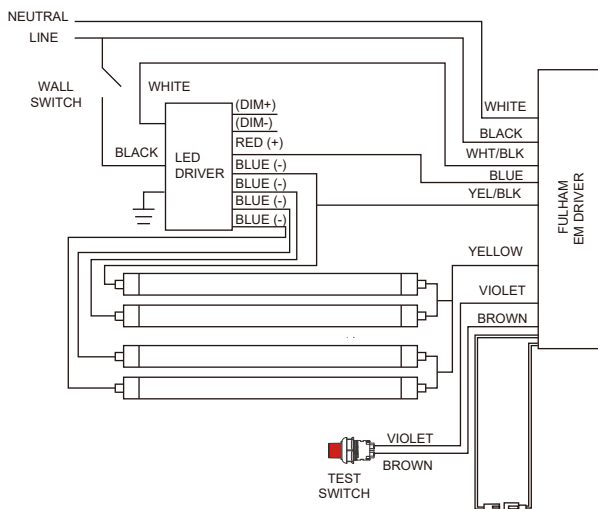 NEUTRAL
LINE
WALL
SWITCH
WHITE
BLACK
LED
DRIVER
(DIM+)
(DIM-)
RED (+)
BLUE (-)
BLUE (-)
BLUE (-)
BLUE (-)
WHITE
BLACK
WHT/BLK
BLUE
YEL/BLK
YELLOW
VIOLET
BROWN
FULHAM
EM DRIVER
VIOLET
BROWN
TEST
SWITCH